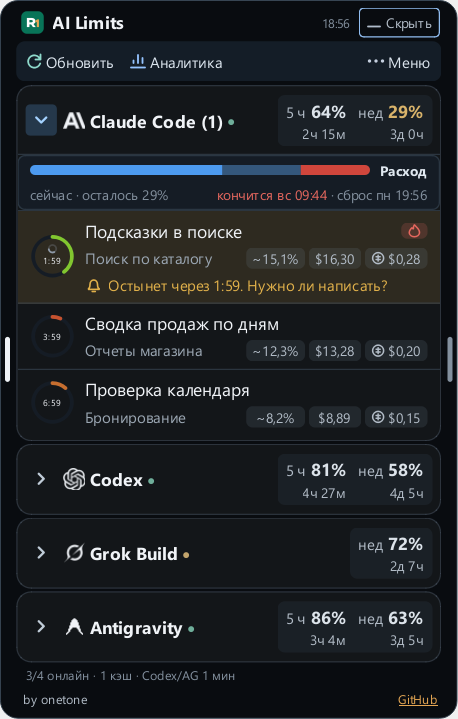 R1 AI Limits 18:56 Скрыть
Обновить Аналитика ··· Меню
Claude Code (1) 5 ч 64% нед 29%
2ч 15м 3д 0ч
Расход
сейчас · осталось 29% кончится вс 09:44 · сброс пн 19:56
Подсказки в поиске
1:59 Поиск по каталогу ~15,1% $16,30 $0,28
Остынет через 1:59. Нужно ли написать?
Сводка продаж по дням
3:59 Отчеты магазина ~12,3% $13,28 $0,20
Проверка календаря
6:59 Бронирование ~8,2% $8,89 $0,15
Codex 5 ч 81% нед 58%
4ч 27м 4д 5ч
Grok Build нед 72%
2д 7ч
Antigravity 5 ч 86% нед 63%
3ч 4м 3д 5ч
3/4 онлайн · 1 кэш · Codex/AG 1 мин
by onetone GitHub